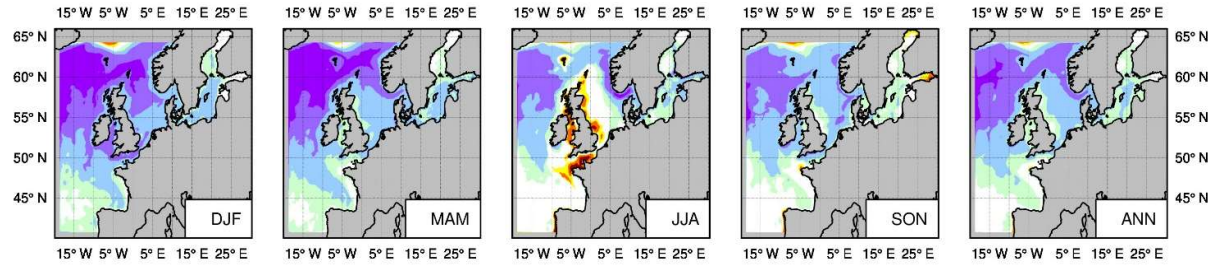 15° W 5° W 5° E 15° E 25° E 15° W 5° W 5° E 15° E 25° E 15° W 5° W 5° E 15° E 25° E 15° W 5° W 5° E 15° E 25° E 15° W 5° W 5° E 15° E 25° E
65° N 65° N
60° N 60° N
55° N 55° N
50° N 50° N
45° N 45° N
DJF MAM JJA SON ANN
15° W 5° W 5° E 15° E 25° E 15° W 5° W 5° E 15° E 25° E 15° W 5° W 5° E 15° E 25° E 15° W 5° W 5° E 15° E 25° E 15° W 5° W 5° E 15° E 25° E